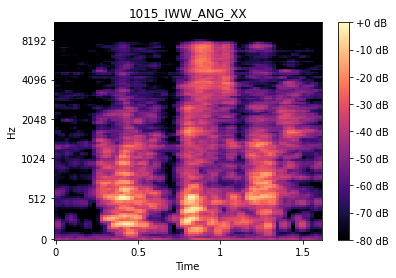 1015_IWW_ANG_XX
Hz
8192
4096
2048
1024
512
0
0
0.5
1
1.5
Time
+0 dB
-10 dB
-20 dB
-30 dB
-40 dB
-50 dB
-60 dB
-70 dB
-80 dB